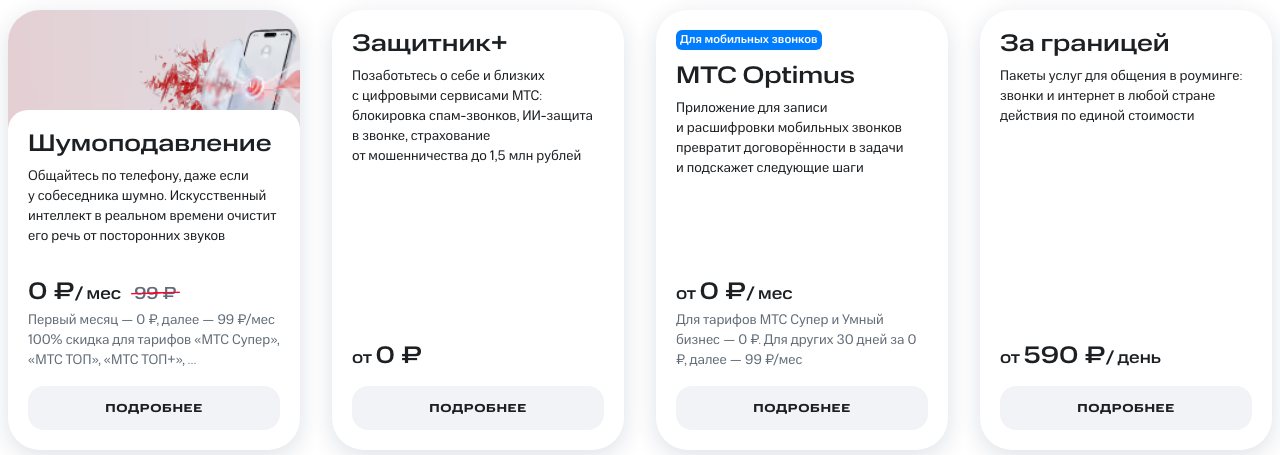 Шумоподавление
Общайтесь по телефону, даже если
у собеседника шумно. Искусственный
интеллект в реальном времени очистит
его речь от посторонних звуков
0 ₽/ мес 99 ₽
Первый месяц — 0 ₽, далее — 99 ₽/мес
100% скидка для тарифов «МТС Супер»,
«МТС ТОП», «МТС ТОП+», ...
ПОДРОБНЕЕ
Защитник+
Позаботьтесь о себе и близких
с цифровыми сервисами МТС:
блокировка спам-звонков, ИИ-защита
в звонке, страхование
от мошенничества до 1,5 млн рублей
от 0 ₽
ПОДРОБНЕЕ
Для мобильных звонков
МТС Optimus
Приложение для записи
и расшифровки мобильных звонков
превратит договорённости в задачи
и подскажет следующие шаги
от 0 ₽/ мес
Для тарифов МТС Супер и Умный
бизнес — 0 ₽. Для других 30 дней за 0
₽, далее — 99 ₽/мес
ПОДРОБНЕЕ
За границей
Пакеты услуг для общения в роуминге:
звонки и интернет в любой стране
действия по единой стоимости
от 590 ₽/ день
ПОДРОБНЕЕ